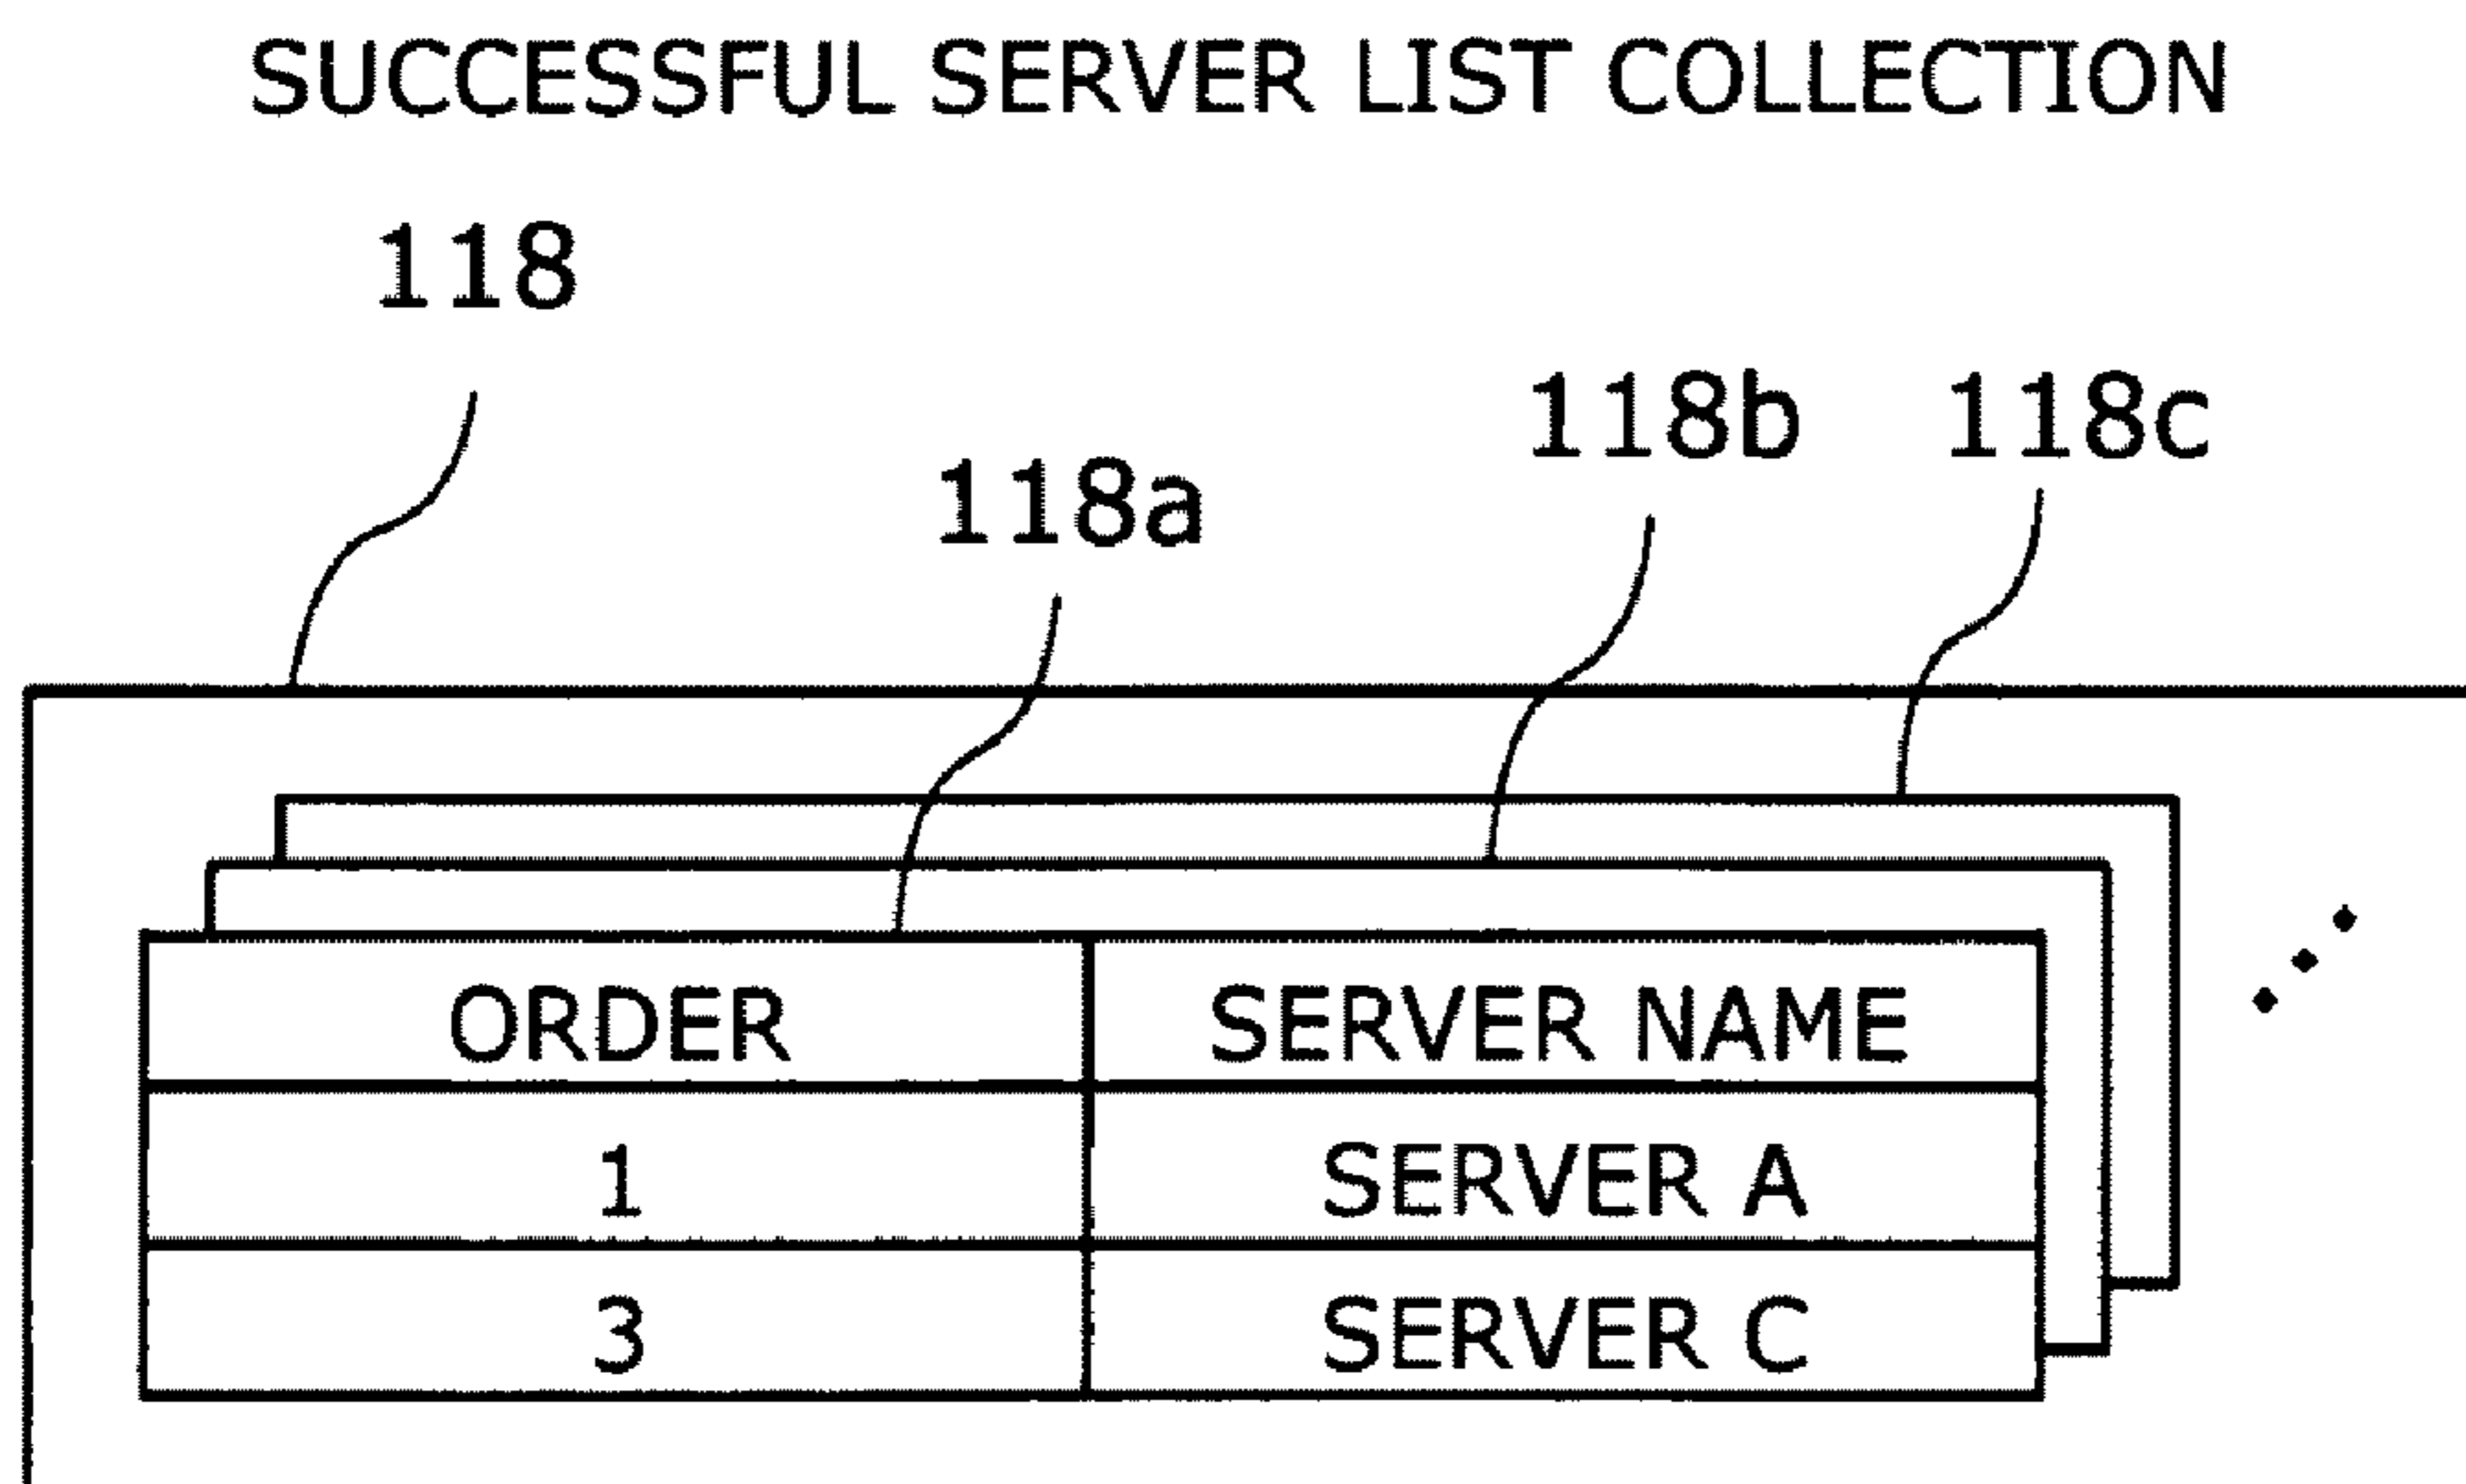 SUCCESSFUL SERVER LIST COLLECTION
118
118a
118b 118c
ORDER SERVER NAME
1 SERVER A
3 SERVER C